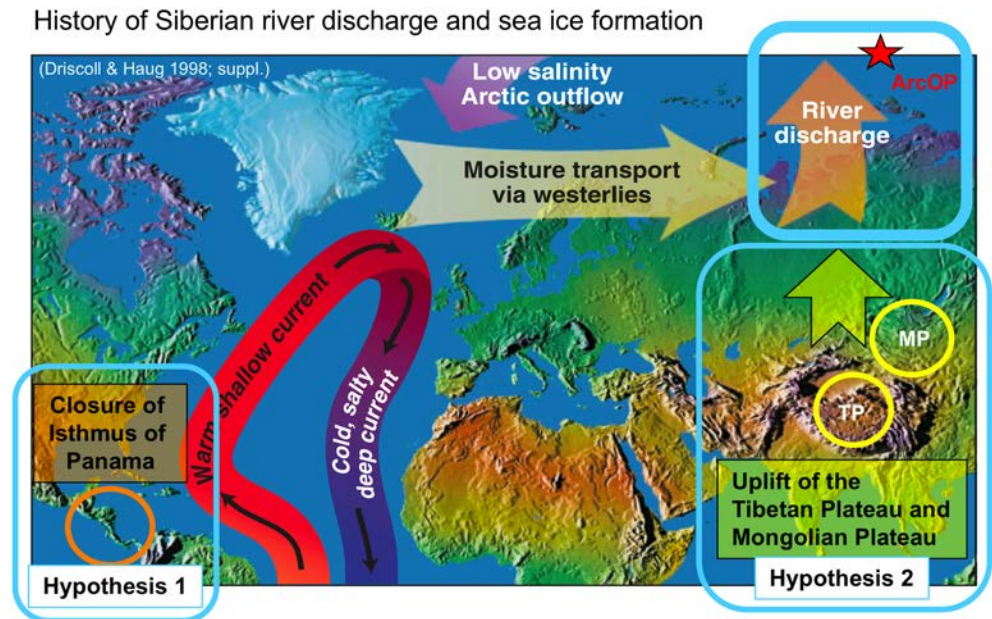 History of Siberian river discharge and sea ice formation
(Driscoll & Haug 1998; suppl.)
Low salinity
Arctic outflow
ArcOP
River
discharge
Moisture transport
via westerlies
Warm shallow current
Cold, salty
deep current
MP
TP
Closure of
Isthmus of
Panama
Hypothesis 1
Uplift of the
Tibetan Plateau and
Mongolian Plateau
Hypothesis 2